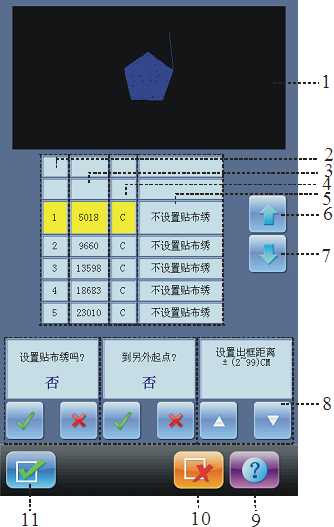 1
2
3
4
5
1 5018 C 不设置贴布绣
6
2 9660 C 不设置贴布绣
3 13598 C 不设置贴布绣
7
4 18683 C 不设置贴布绣
5 23010 C 不设置贴布绣
设置贴布绣吗?
否
到另外起点?
否
设置出框距离
±(2~99)CM
8
?
11
10
9